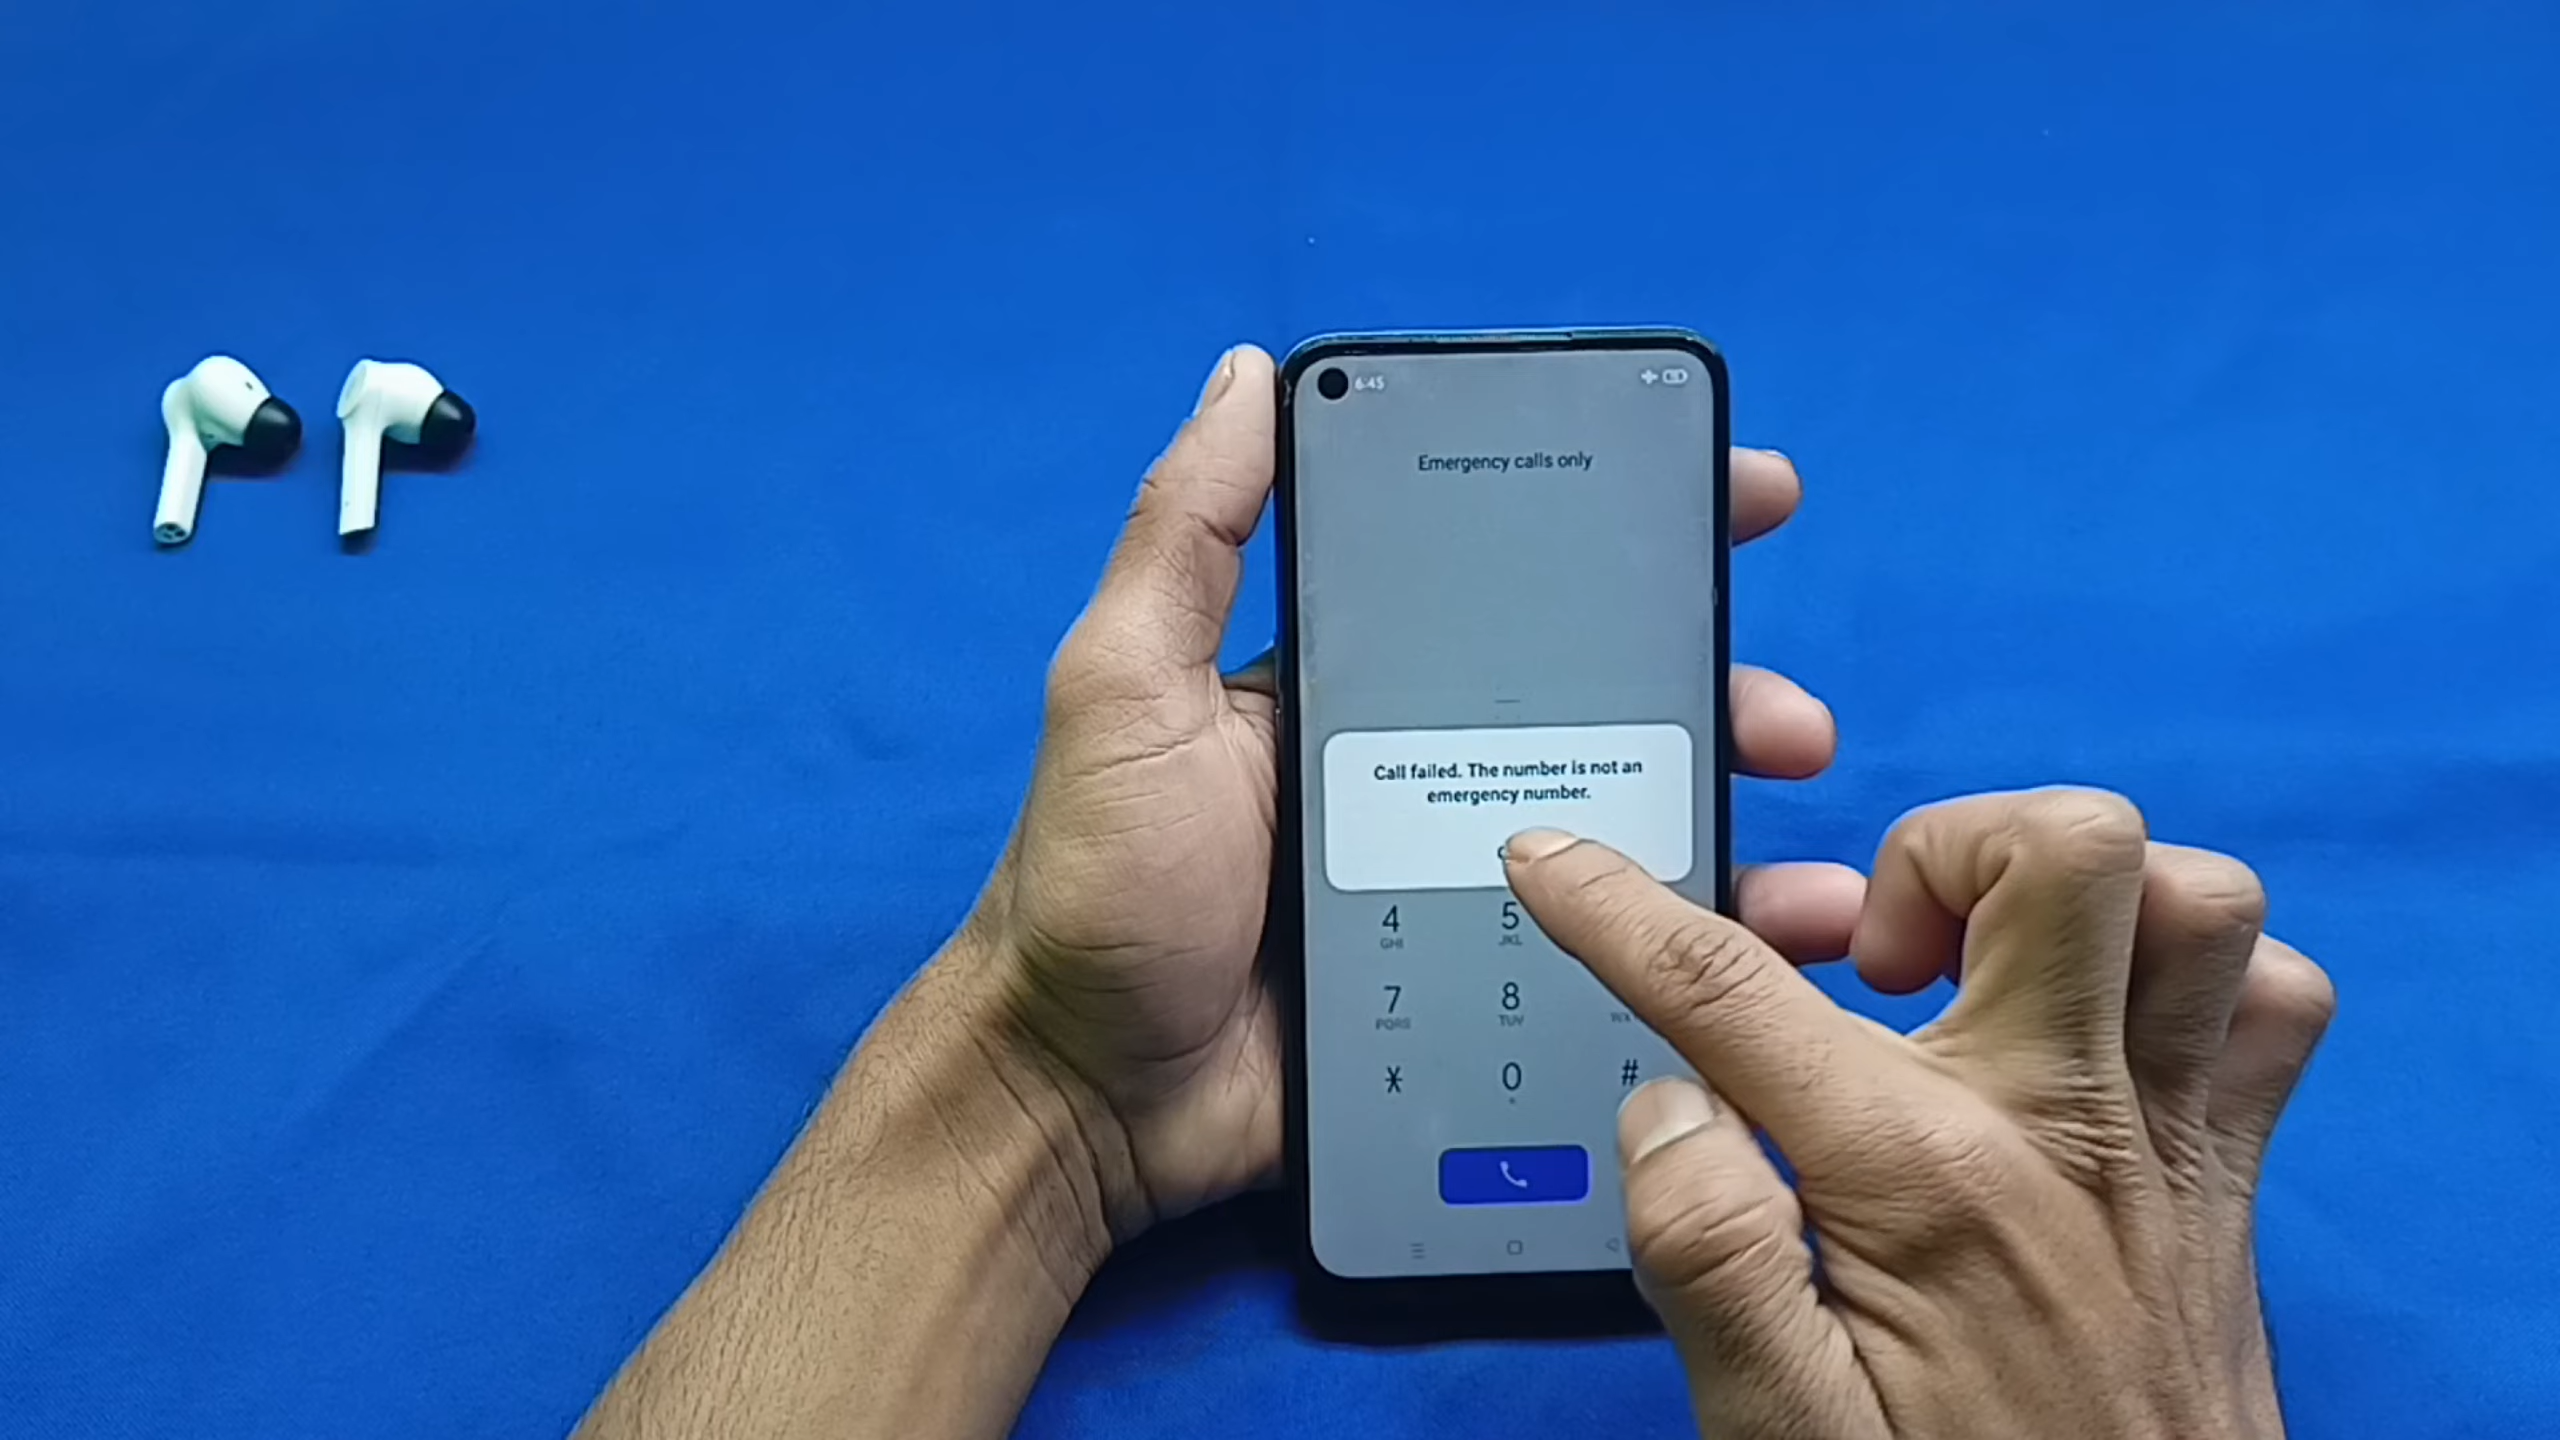 6:45
Emergency calls only
Call failed. The number is not an
emergency number.
4 5
GHI JKL
7 8
PQRS TUV
* 0 #